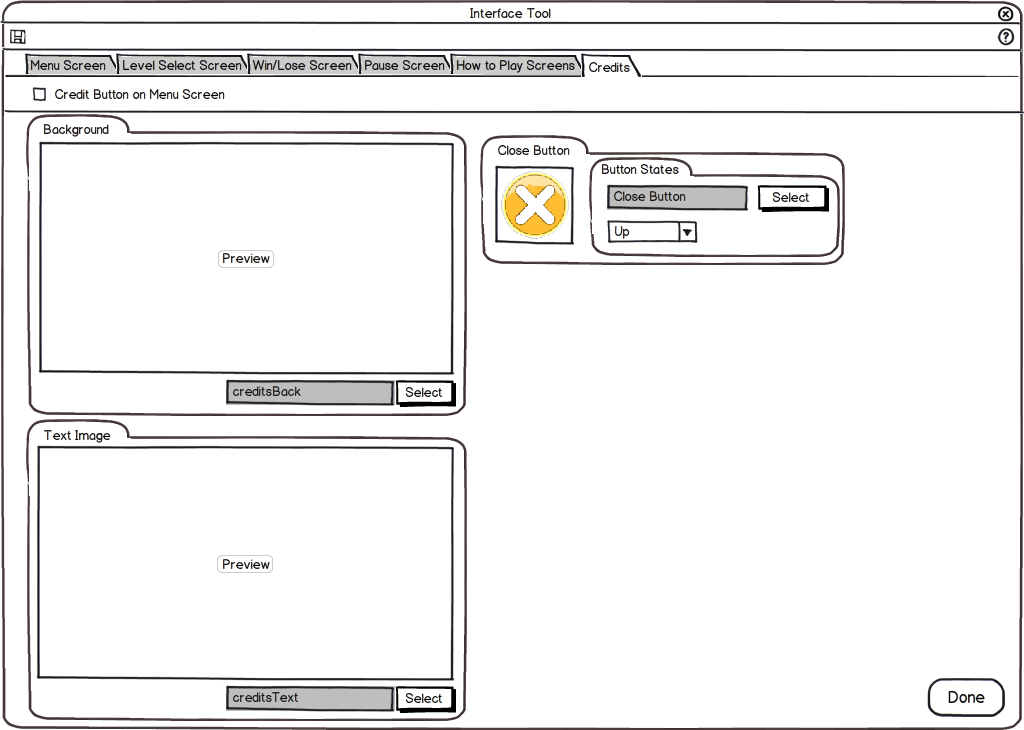 Interface Tool
Menu Screen Level Select Screen Win/Lose Screen Pause Screen How to Play Screens Credits
Credit Button on Menu Screen
Background
Preview
creditsBack Select
Close Button
Button States
Close Button Select
Up
Text Image
Preview
creditsText Select
Done